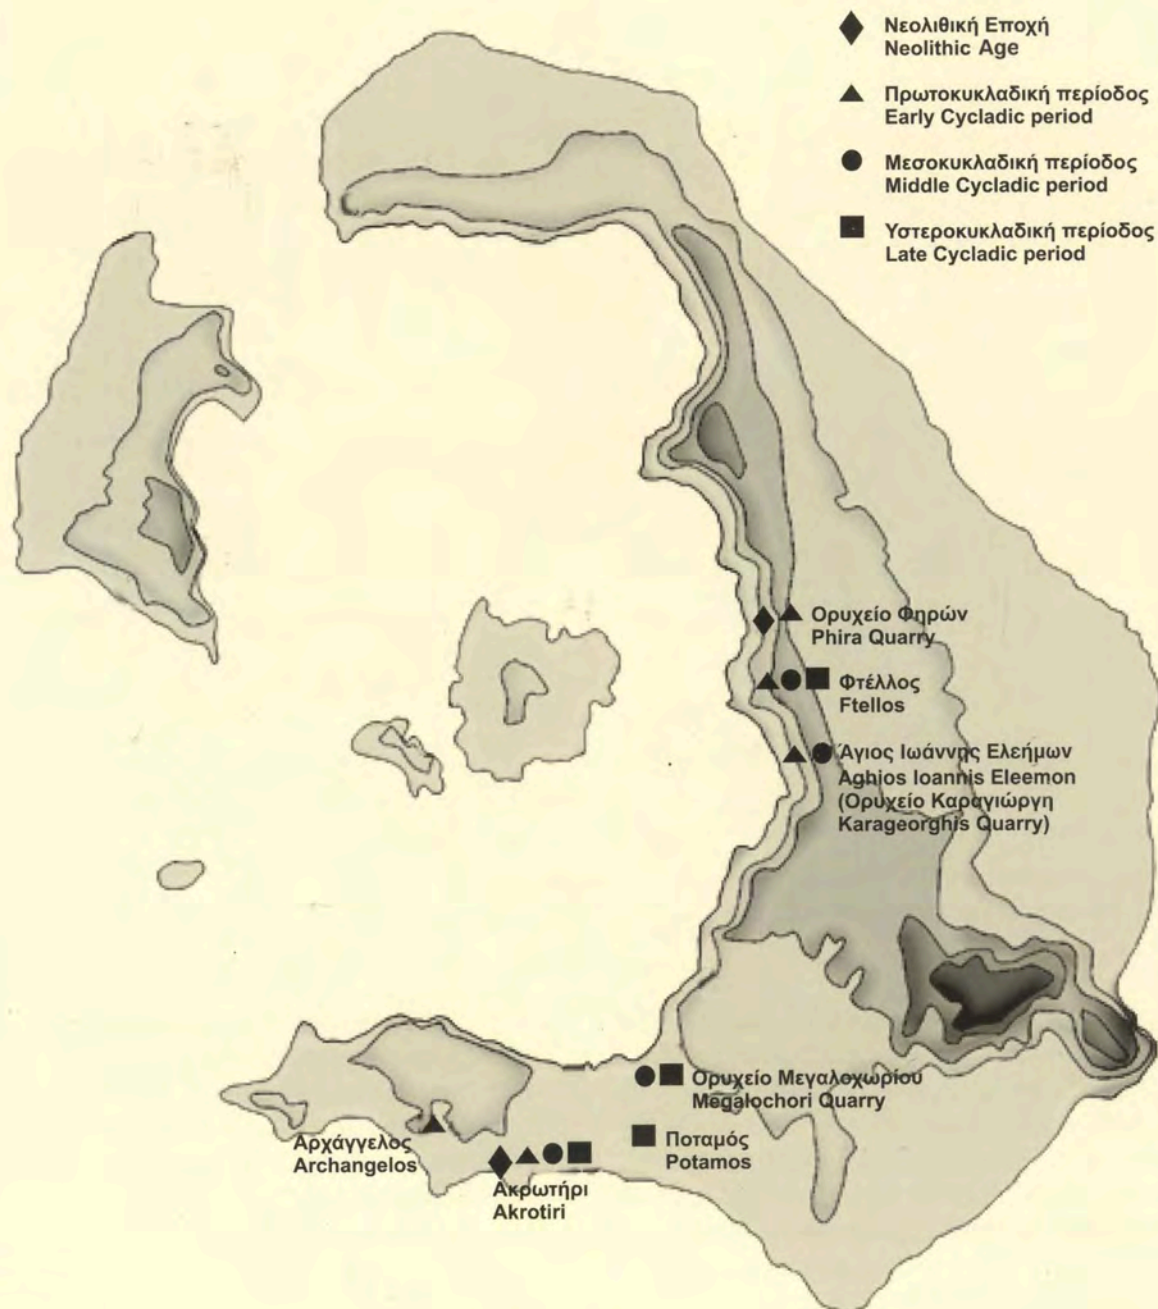 Νεολιθική Εποχή
Neolithic Age
Πρωτοκυκλαδική περίοδος
Early Cycladic period
Μεσοκυκλαδική περίοδος
Middle Cycladic period
Υστεροκυκλαδική περίοδος
Late Cycladic period
Ορυχείο Φηρών
Phira Quarry
Φτέλλος
Ftellos
Άγιος Ιωάννης Ελεήμων
Aghios Ioannis Eleemon
(Ορυχείο Καραγιώργη
Karageorghis Quarry)
Ορυχείο Μεγαλοχωρίου
Megalochori Quarry
Αρχάγγελος
Archangelos
Ποταμός
Potamos
Ακρωτήρι
Akrotiri